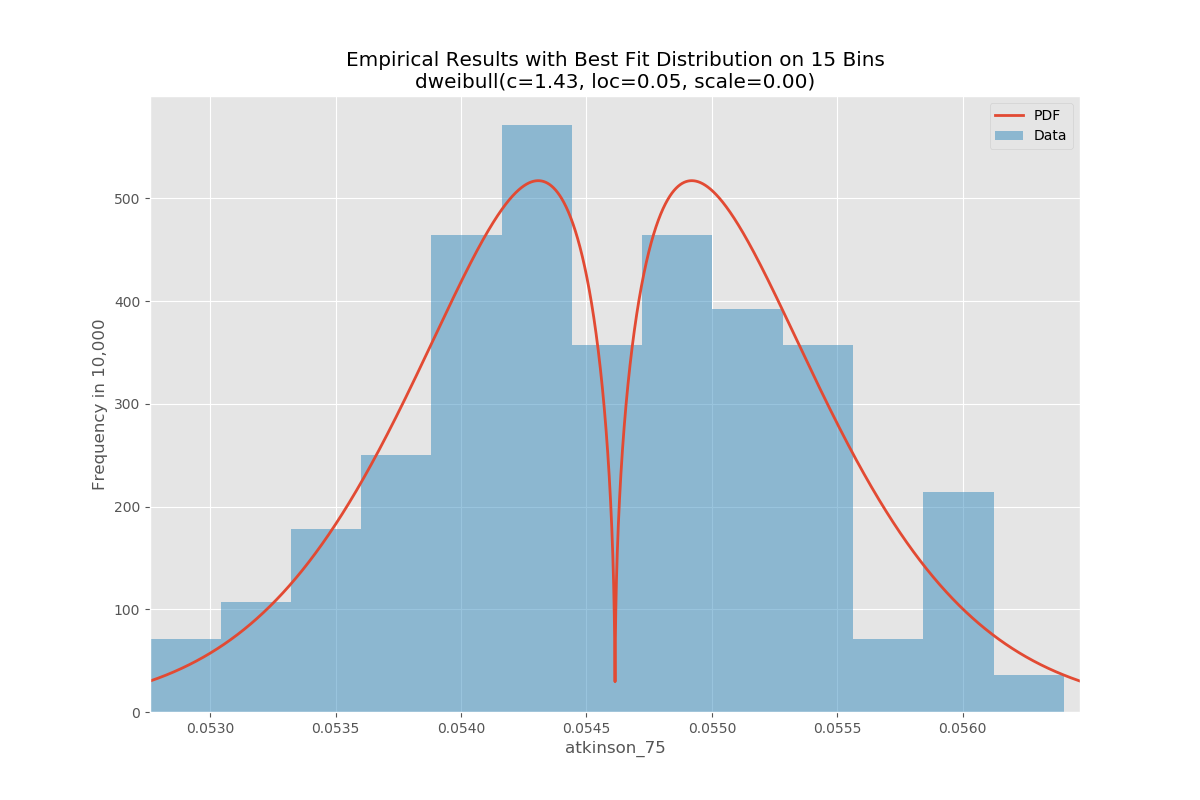 Empirical Results with Best Fit Distribution on 15 Bins
dweibull(c=1.43, loc=0.05, scale=0.00)
PDF
Data
Frequency in 10,000
500
400
300
200
100
0
0.0530
0.0535
0.0540
0.0545
0.0550
0.0555
0.0560
atkinson_75